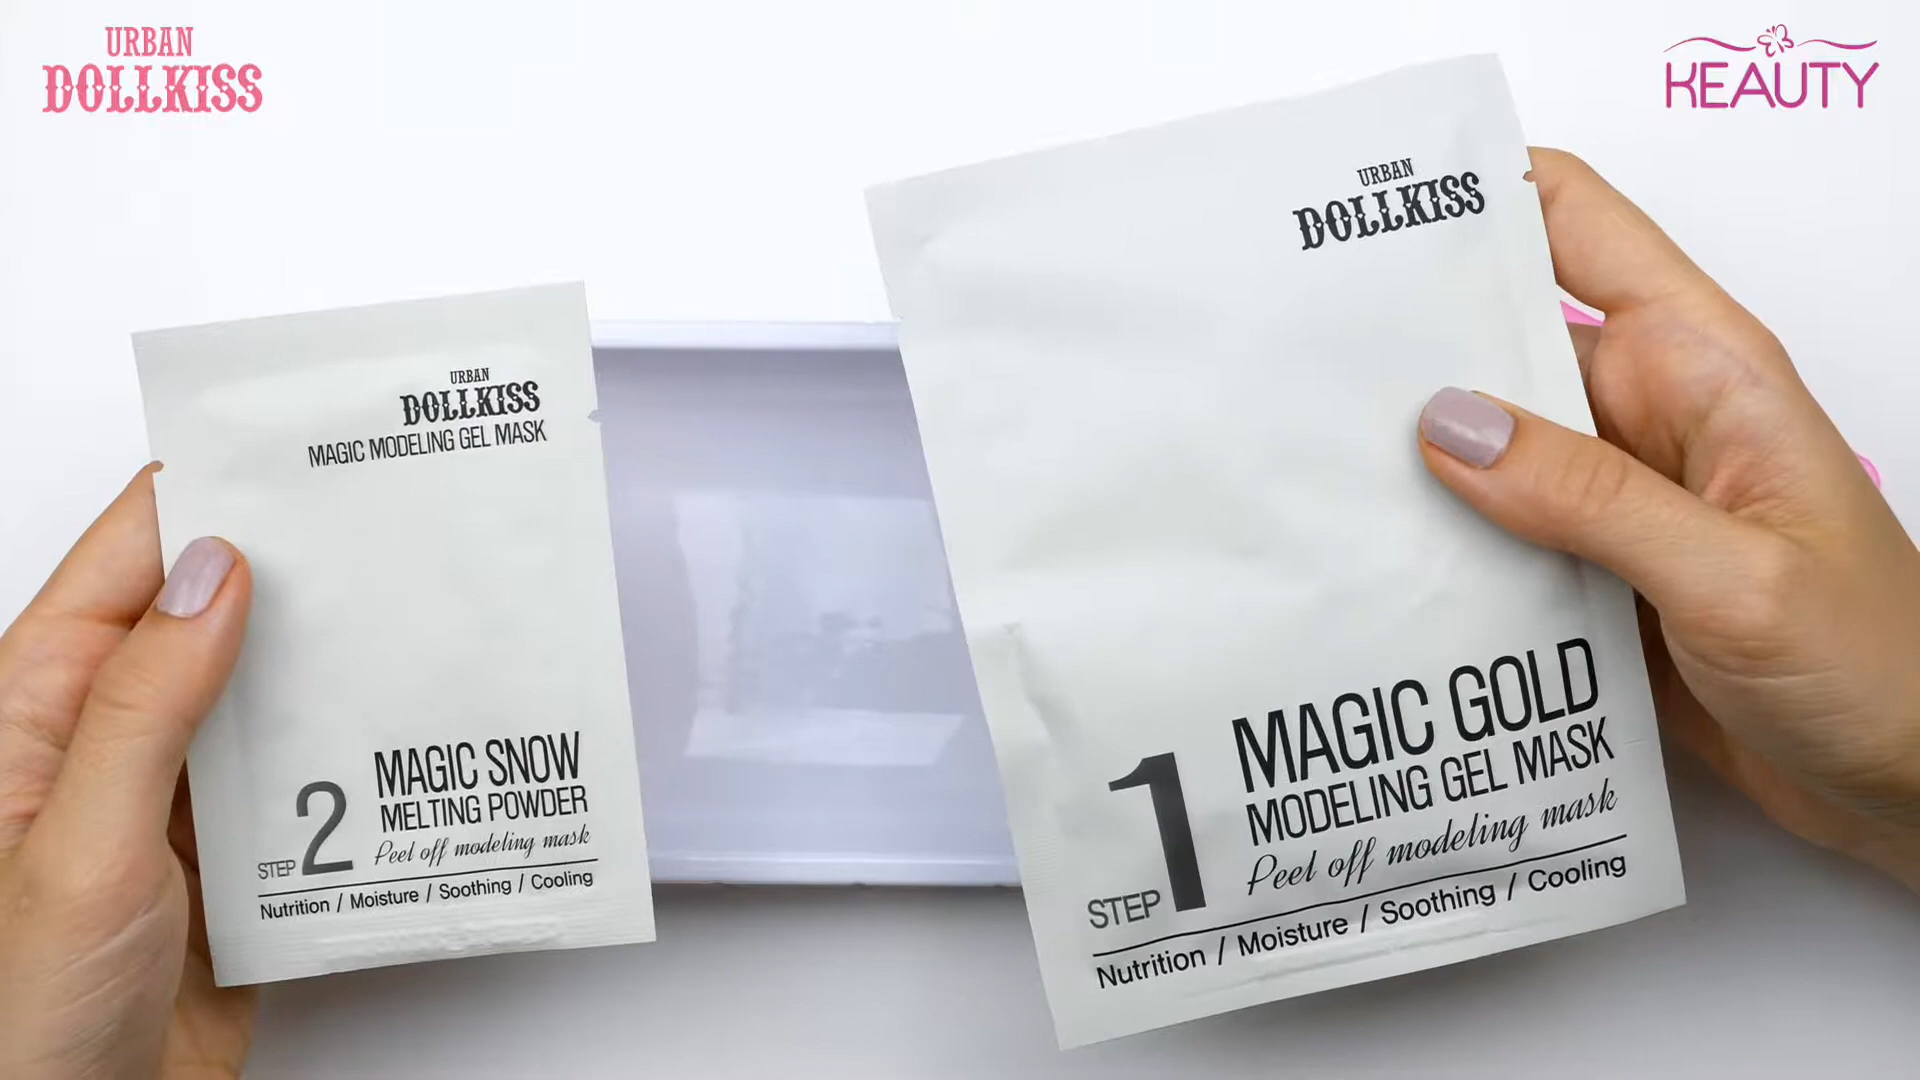 URBAN
DOLLKISS
KEAUTY
URBAN
DOLLKISS
MAGIC MODELING GEL MASK
STEP 2
MAGIC SNOW
MELTING POWDER
Peel off modeling mask
Nutrition / Moisture / Soothing / Cooling
URBAN
DOLLKISS
STEP 1
MAGIC GOLD
MODELING GEL MASK
Peel off modeling mask
Nutrition / Moisture / Soothing / Cooling